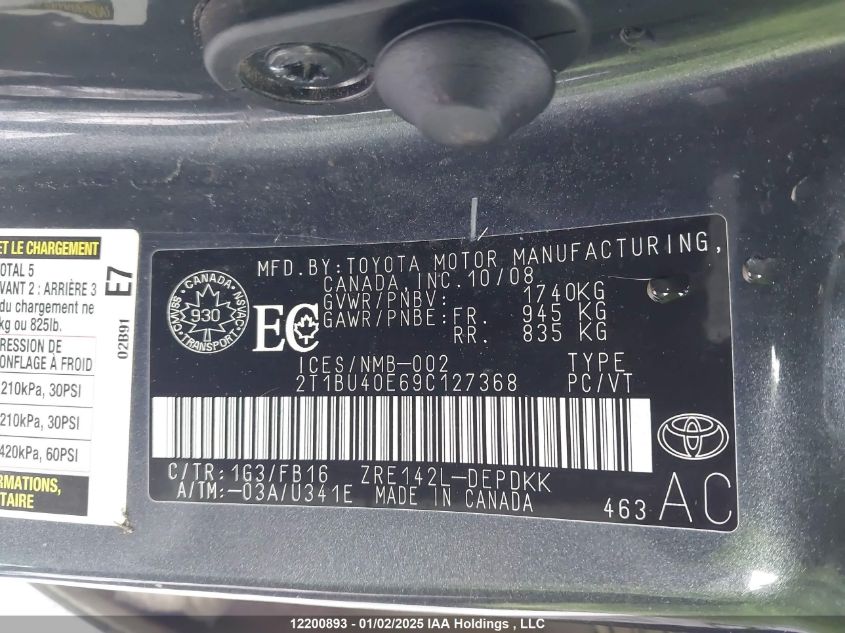 ET LE CHARGEMENT
OTAL 5
VANT 2 : ARRIÈRE 3
du chargement ne
kg ou 825lb.
RESSION DE
ONFLAGE À FROID
210kPa, 30PSI
210kPa, 30PSI
420kPa, 60PSI
RMATIONS,
TAIRE
E7
02B91
MFD.BY:TOYOTA MOTOR MANUFACTURING,
CANADA, INC.10/08
GVWR/PNBV: 1740KG
GAWR/PNBE:FR. 945 KG
RR. 835 KG
CANADA
CMVSS
NSVAC
930
TRANSPORT
EC
ICES/NMB-002 TYPE
2T1BU40E69C127368 PC/VT
C/TR:1G3/FB16 ZRE142L-DEPDKK
A/TM:-03A/U341E MADE IN CANADA
463 AC
12200893 - 01/02/2025 IAA Holdings , LLC